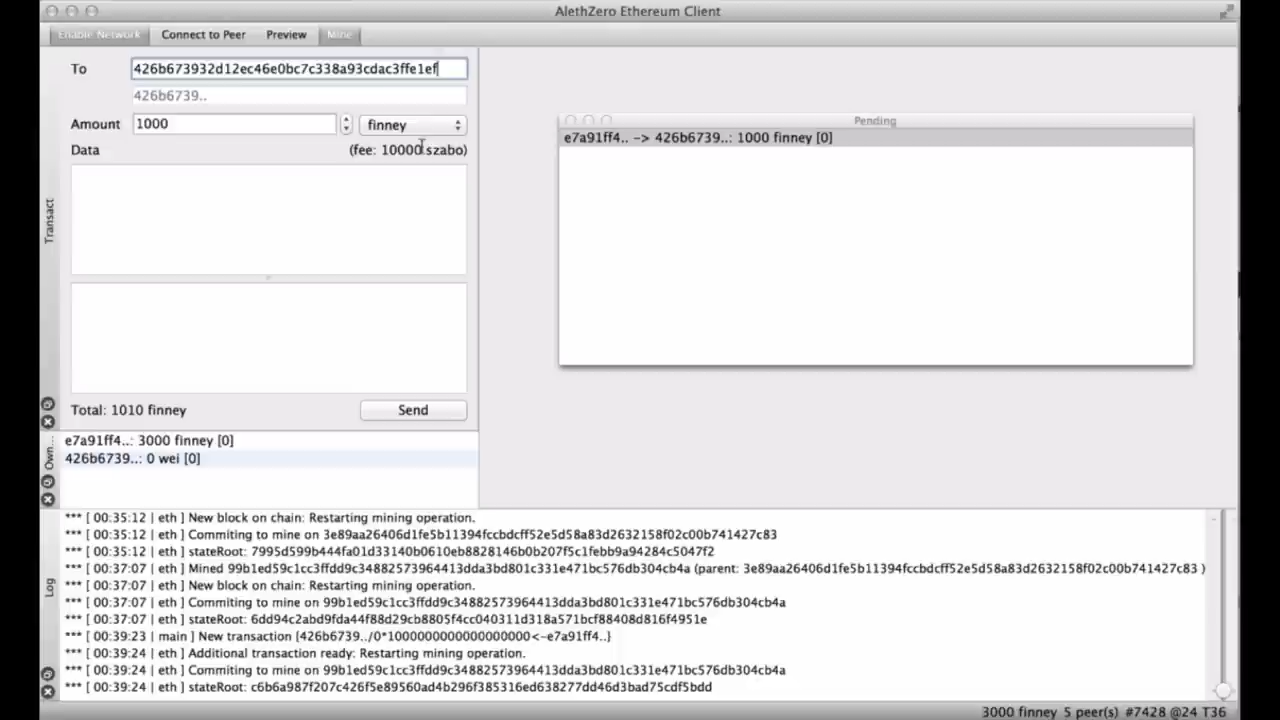 AlethZero Ethereum Client
Enable Network Connect to Peer Preview Mine
To 426b673932d12ec46e0bc7c338a93cdac3ffe1ef
426b6739..
Amount 1000 finney
Data (fee: 10000 szabo)
Transact
Total: 1010 finney Send
Pending
e7a91ff4.. -> 426b6739..: 1000 finney [0]
Own...
e7a91ff4..: 3000 finney [0]
426b6739..: 0 wei [0]
Log
*** [ 00:35:12 | eth ] New block on chain: Restarting mining operation.
*** [ 00:35:12 | eth ] Commiting to mine on 3e89aa26406d1fe5b11394fccbdcff52e5d58a83d2632158f02c00b741427c83
*** [ 00:35:12 | eth ] stateRoot: 7995d599b444fa01d33140b0610eb8828146b0b207f5c1febb9a94284c5047f2
*** [ 00:37:07 | eth ] Mined 99b1ed59c1cc3ffdd9c34882573964413dda3bd801c331e471bc576db304cb4a (parent: 3e89aa26406d1fe5b11394fccbdcff52e5d58a83d2632158f02c00b741427c83 )
*** [ 00:37:07 | eth ] New block on chain: Restarting mining operation.
*** [ 00:37:07 | eth ] Commiting to mine on 99b1ed59c1cc3ffdd9c34882573964413dda3bd801c331e471bc576db304cb4a
*** [ 00:37:07 | eth ] stateRoot: 6dd94c2abd9fda44f88d29cb8805f4cc040311d318a571bcf88408d816f4951e
*** [ 00:39:23 | main ] New transaction {426b6739../0*1000000000000000000<-e7a91ff4..}
*** [ 00:39:24 | eth ] Additional transaction ready: Restarting mining operation.
*** [ 00:39:24 | eth ] Commiting to mine on 99b1ed59c1cc3ffdd9c34882573964413dda3bd801c331e471bc576db304cb4a
*** [ 00:39:24 | eth ] stateRoot: c6b6a987f207c426f5e89560ad4b296f385316ed638277dd46d3bad75cdf5bdd
3000 finney 5 peer(s) #7428 @24 T36